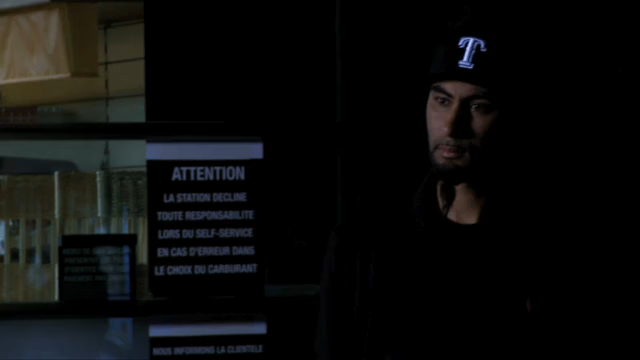 T
ATTENTION
LA STATION DECLINE
TOUTE RESPONSABILITE
LORS DU SELF-SERVICE
EN CAS D'ERREUR DANS
LE CHOIX DU CARBURANT
NOUS INFORMONS LA CLIENTELE